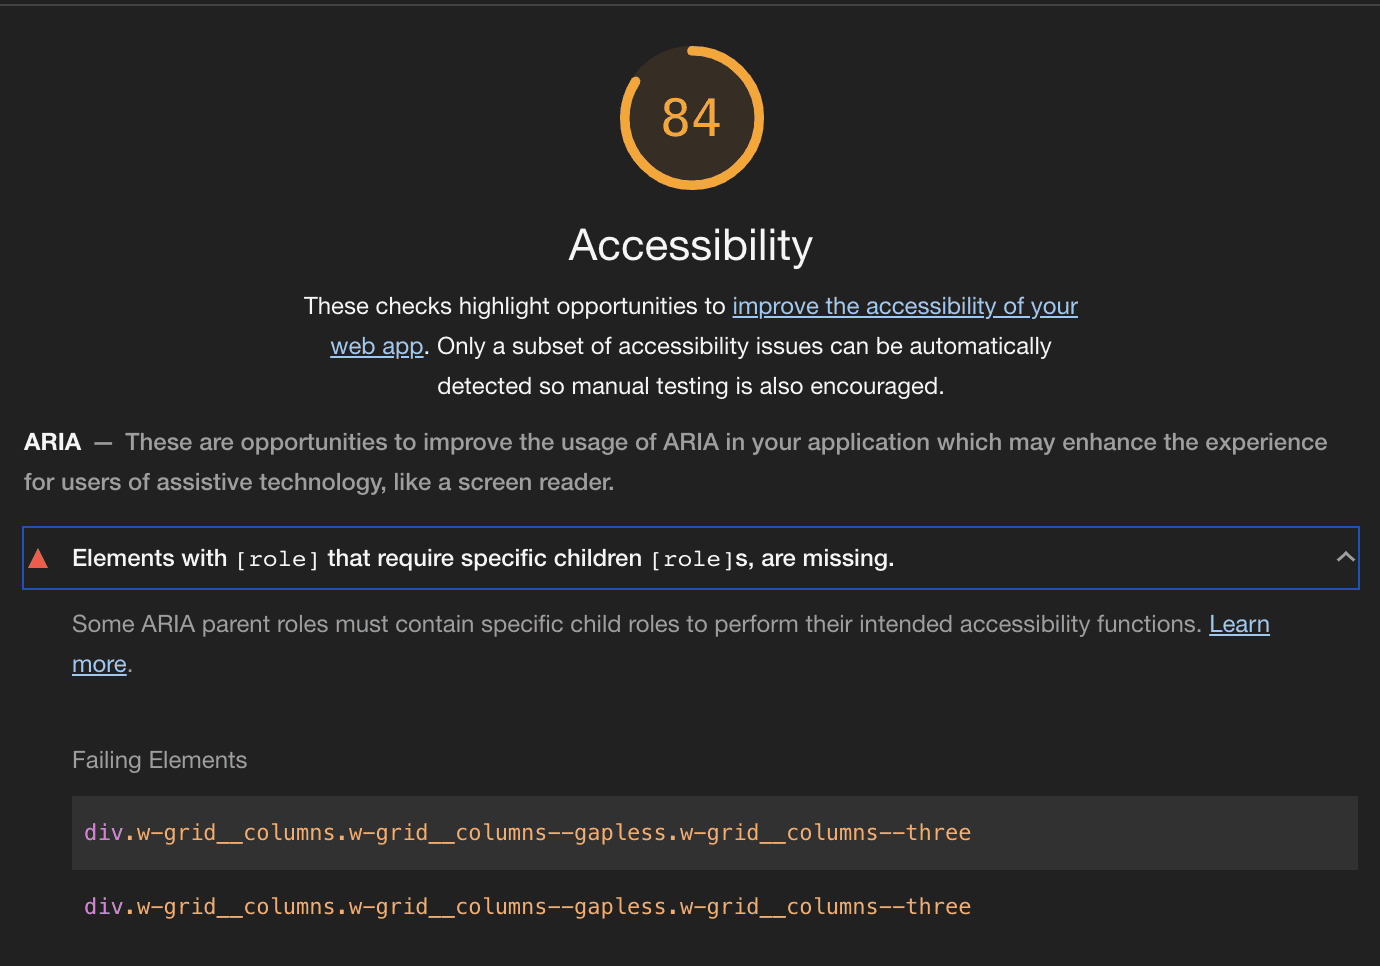 84
Accessibility
These checks highlight opportunities to improve the accessibility of your
web app. Only a subset of accessibility issues can be automatically
detected so manual testing is also encouraged.
ARIA — These are opportunities to improve the usage of ARIA in your application which may enhance the experience
for users of assistive technology, like a screen reader.
Elements with [role] that require specific children [role]s, are missing.
Some ARIA parent roles must contain specific child roles to perform their intended accessibility functions. Learn
more.
Failing Elements
div.w-grid__columns.w-grid__columns--gapless.w-grid__columns--three
div.w-grid__columns.w-grid__columns--gapless.w-grid__columns--three